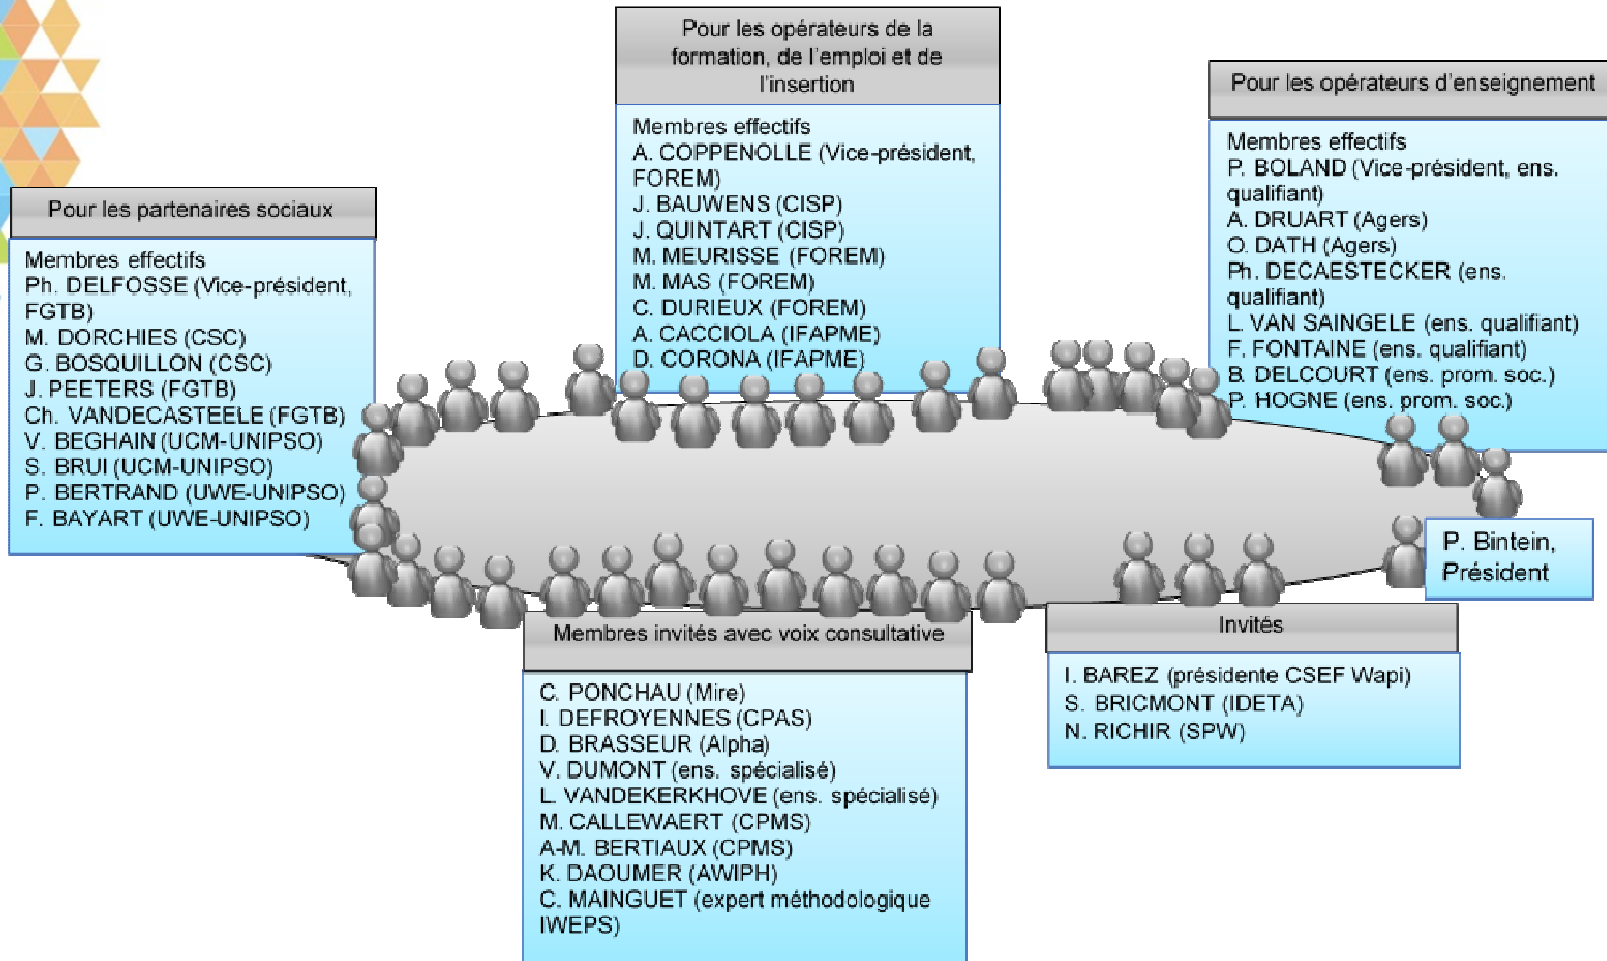 Pour les opérateurs de la
formation, de l'emploi et de
l'insertion
Membres effectifs
A. COPPENOLLE (Vice-président,
FOREM)
J. BAUWENS (CISP)
J. QUINTART (CISP)
M. MEURISSE (FOREM)
M. MAS (FOREM)
C. DURIEUX (FOREM)
A. CACCIOLA (IFAPME)
D. CORONA (IFAPME)
Pour les opérateurs d'enseignement
Membres effectifs
P. BOLAND (Vice-président, ens.
qualifiant)
A. DRUART (Agers)
O. DATH (Agers)
Ph. DECAESTECKER (ens.
qualifiant)
L. VAN SAINGELE (ens. qualifiant)
F. FONTAINE (ens. qualifiant)
B. DELCOURT (ens. prom. soc.)
P. HOGNE (ens. prom. soc.)
Pour les partenaires sociaux
Membres effectifs
Ph. DELFOSSE (Vice-président,
FGTB)
M. DORCHIES (CSC)
G. BOSQUILLON (CSC)
J. PEETERS (FGTB)
Ch. VANDECASTEELE (FGTB)
V. BEGHAIN (UCM-UNIPSO)
S. BRUI (UCM-UNIPSO)
P. BERTRAND (UWE-UNIPSO)
F. BAYART (UWE-UNIPSO)
P. Bintein,
Président
Membres invités avec voix consultative
C. PONCHAU (Mire)
I. DEFROYENNES (CPAS)
D. BRASSEUR (Alpha)
V. DUMONT (ens. spécialisé)
L. VANDEKERKHOVE (ens. spécialisé)
M. CALLEWAERT (CPMS)
A-M. BERTIAUX (CPMS)
K. DAOUMER (AWIPH)
C. MAINGUET (expert méthodologique
IWEPS)
Invités
I. BAREZ (présidente CSEF Wapi)
S. BRICMONT (IDETA)
N. RICHIR (SPW)